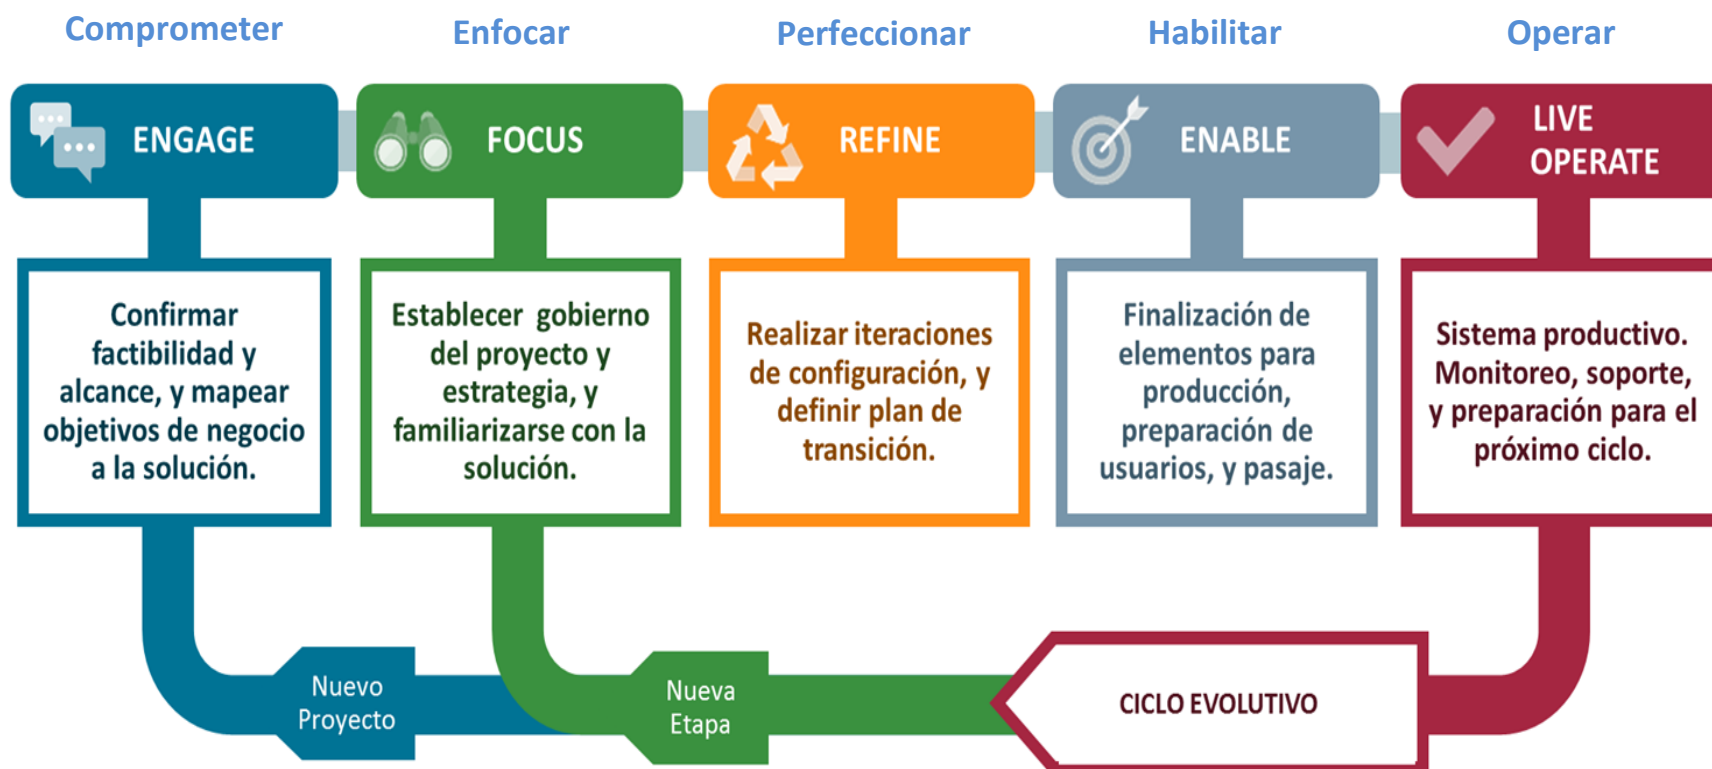 Comprometer
Enfocar
Perfeccionar
Habilitar
Operar
ENGAGE
FOCUS
REFINE
ENABLE
LIVE
OPERATE
Confirmar
factibilidad y
alcance, y mapear
objetivos de negocio
a la solución.
Establecer gobierno
del proyecto y
estrategia, y
familiarizarse con la
solución.
Realizar iteraciones
de configuración, y
definir plan de
transición.
Finalización de
elementos para
producción,
preparación de
usuarios, y pasaje.
Sistema productivo.
Monitoreo, soporte,
y preparación para el
próximo ciclo.
Nuevo
Proyecto
Nueva
Etapa
CICLO EVOLUTIVO